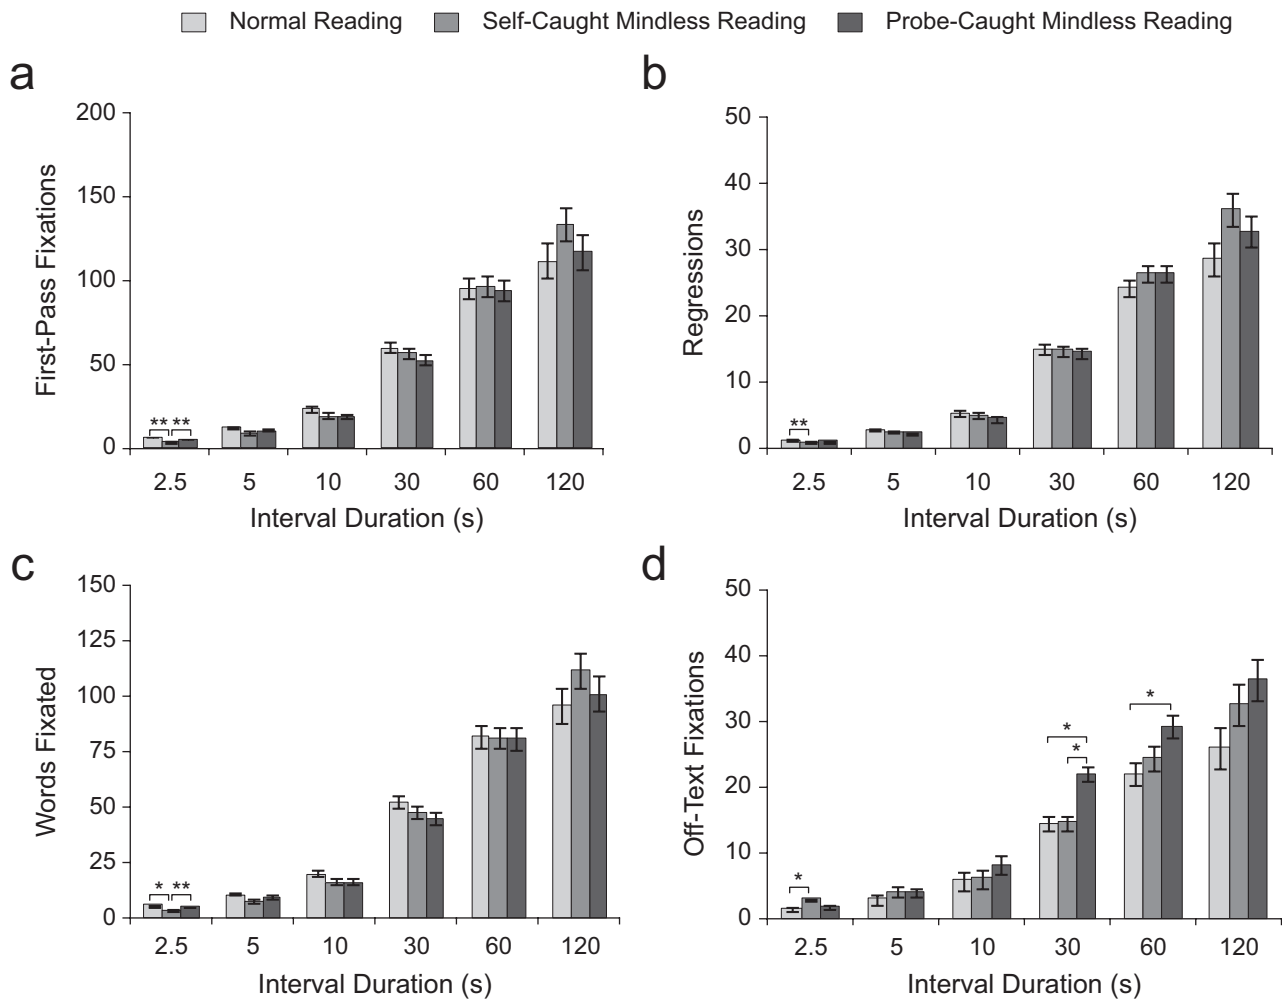 Normal Reading Self-Caught Mindless Reading Probe-Caught Mindless Reading
a
200
150
100
50
0
First-Pass Fixations
** **
2.5 5 10 30 60 120
Interval Duration (s)
b
50
40
30
20
10
0
Regressions
**
2.5 5 10 30 60 120
Interval Duration (s)
c
150
125
100
75
50
25
0
Words Fixated
* **
2.5 5 10 30 60 120
Interval Duration (s)
d
50
40
30
20
10
0
Off-Text Fixations
*
*
*
*
2.5 5 10 30 60 120
Interval Duration (s)